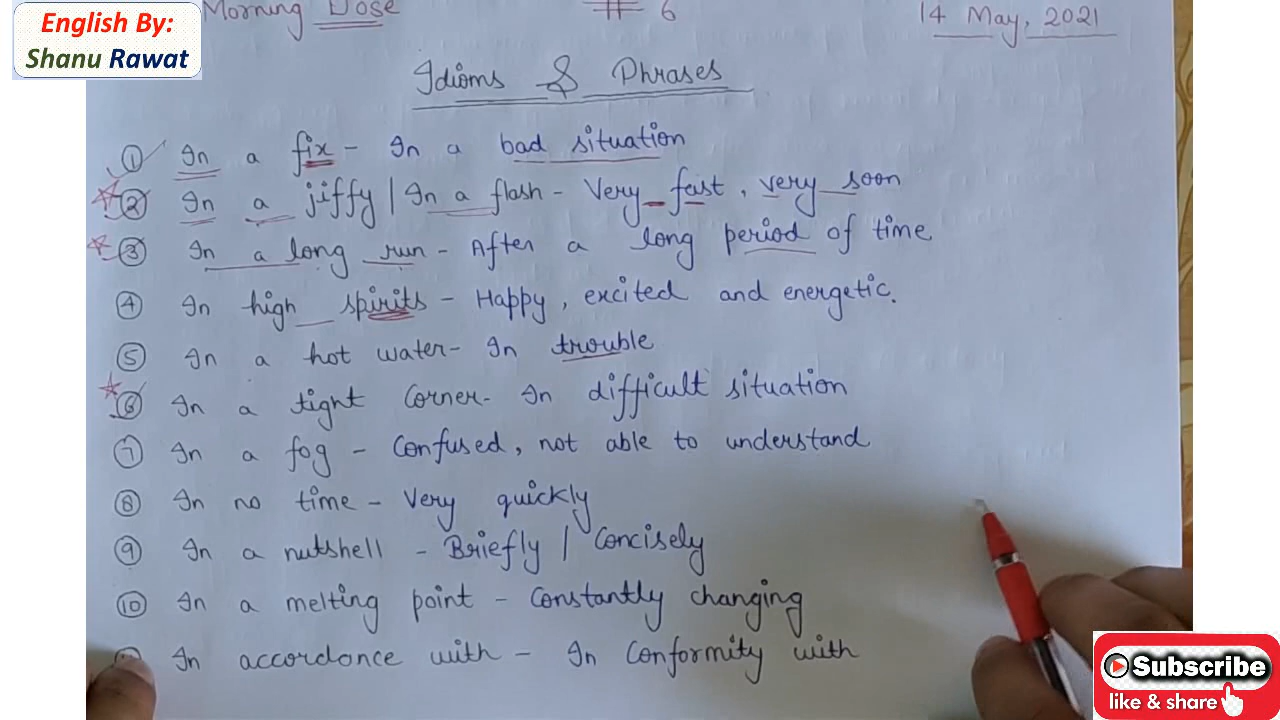 English By:
Shanu Rawat
Morning Dose # 6 14 May, 2021
Idioms & Phrases
① In a fix - In a bad situation
② In a jiffy | In a flash - Very fast, very soon
③ In a long run - After a long period of time
④ In high spirits - Happy, excited and energetic.
⑤ In a hot water - In trouble
⑥ In a tight corner - In difficult situation
⑦ In a fog - Confused, not able to understand
⑧ In no time - Very quickly
⑨ In a nutshell - Briefly | Concisely
⑩ In a melting point - Constantly changing
In accordance with - In Conformity with
Subscribe
like & share